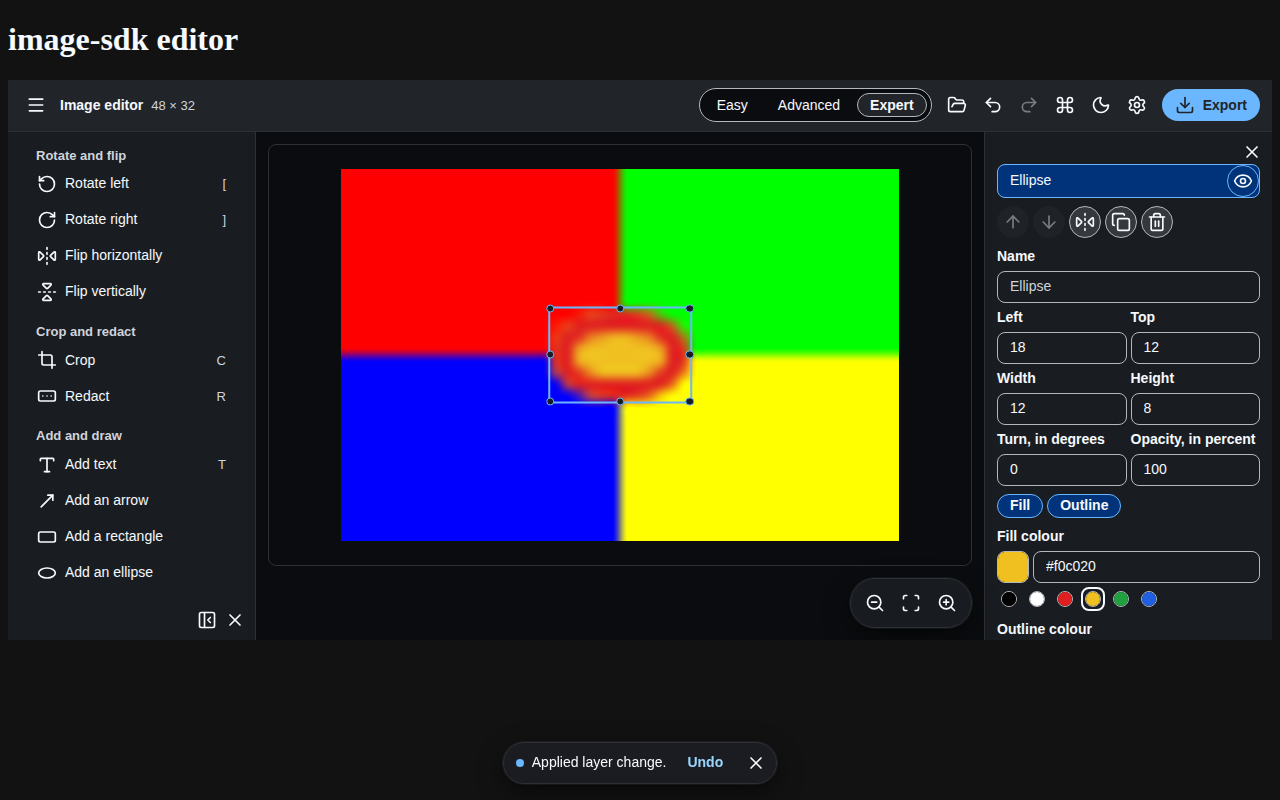 image-sdk editor
Image editor 48 × 32
Easy Advanced Expert
Export
Rotate and flip
Rotate left [
Rotate right ]
Flip horizontally
Flip vertically
Crop and redact
Crop C
Redact R
Add and draw
Add text T
Add an arrow
Add a rectangle
Add an ellipse
Ellipse
Name
Ellipse
Left Top
18 12
Width Height
12 8
Turn, in degrees Opacity, in percent
0 100
Fill Outline
Fill colour
#f0c020
Outline colour
Applied layer change. Undo